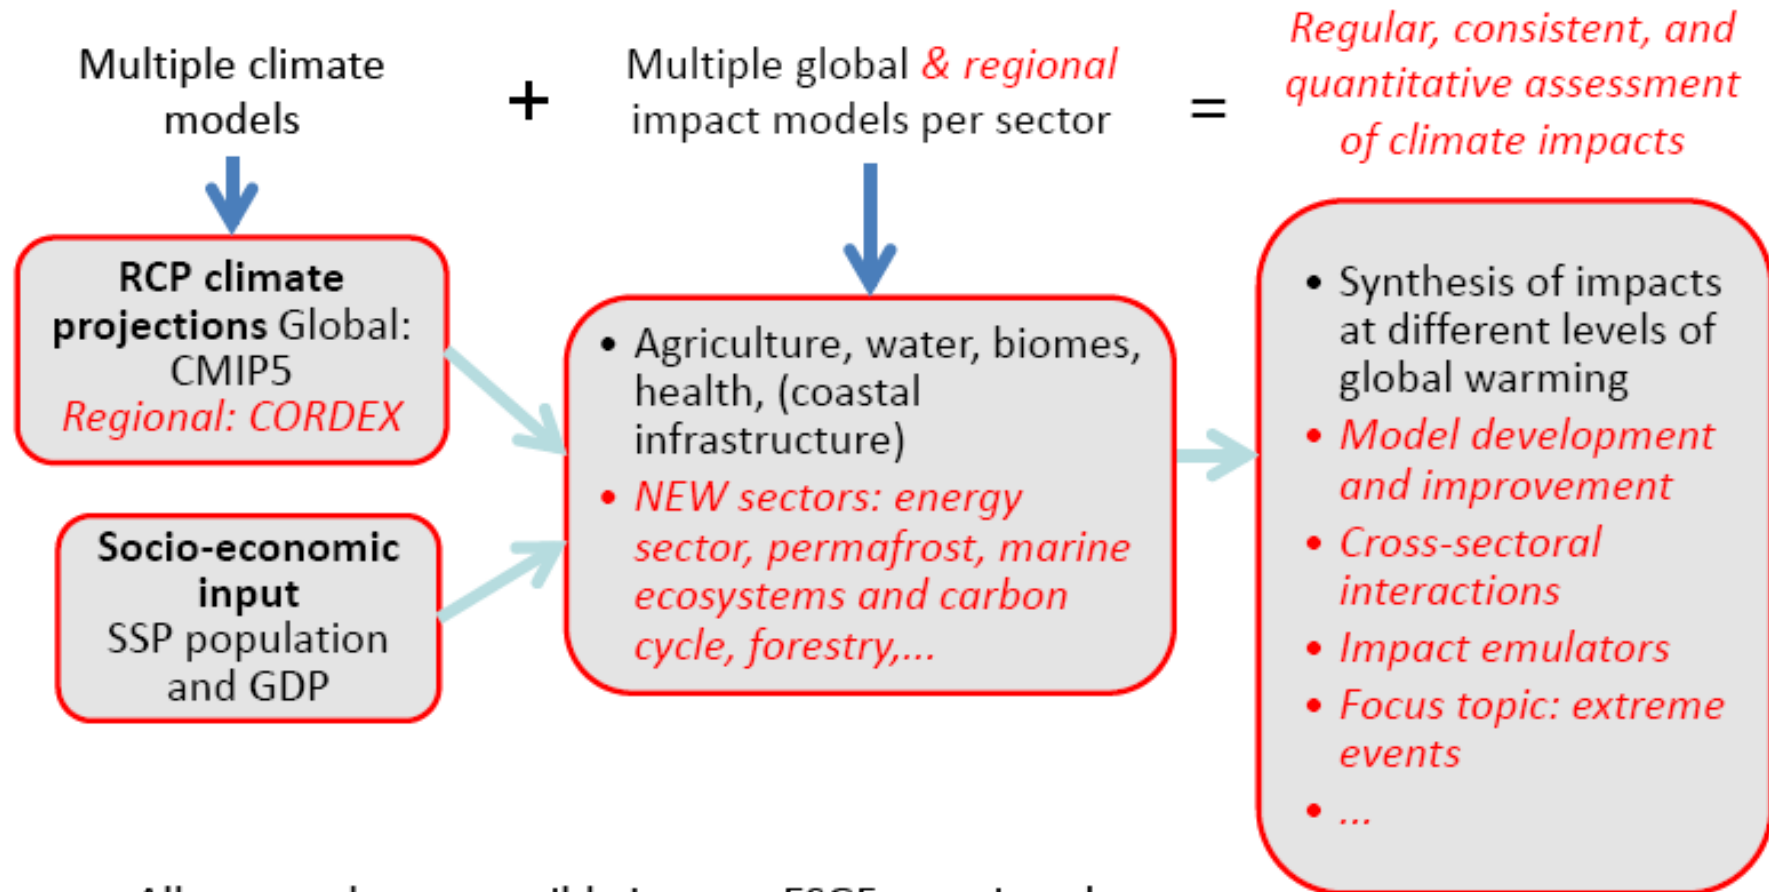 Multiple climate
models
+
Multiple global & regional
impact models per sector
=
Regular, consistent, and
quantitative assessment
of climate impacts
RCP climate
projections Global:
CMIP5
Regional: CORDEX
Socio-economic
input
SSP population
and GDP
• Agriculture, water, biomes,
health, (coastal
infrastructure)
• NEW sectors: energy
sector, permafrost, marine
ecosystems and carbon
cycle, forestry,...
• Synthesis of impacts
at different levels of
global warming
• Model development
and improvement
• Cross-sectoral
interactions
• Impact emulators
• Focus topic: extreme
events
• ...